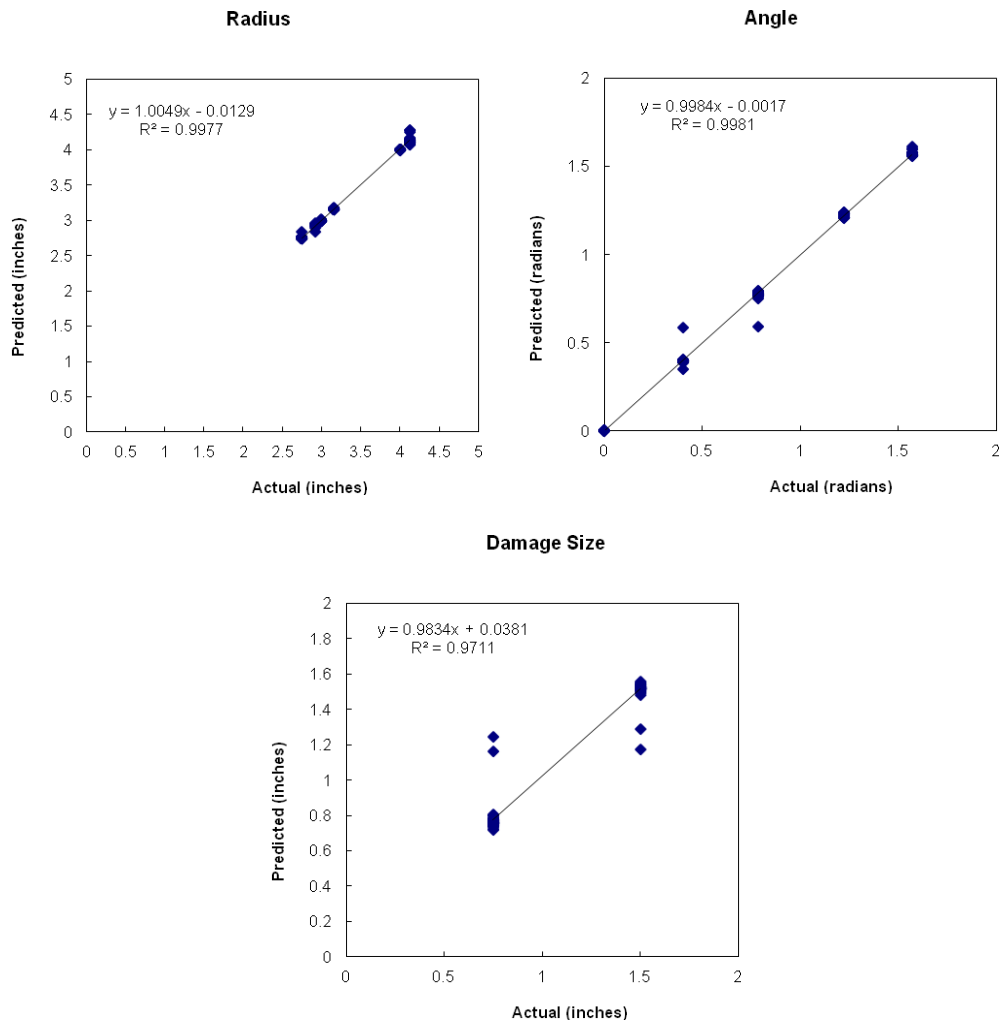 Radius
y = 1.0049x - 0.0129
R² = 0.9977
Predicted (inches)
5
4.5
4
3.5
3
2.5
2
1.5
1
0.5
0
0 0.5 1 1.5 2 2.5 3 3.5 4 4.5 5
Actual (inches)
Angle
y = 0.9984x - 0.0017
R² = 0.9981
Predicted (radians)
2
1.5
1
0.5
0
0 0.5 1 1.5 2
Actual (radians)
Damage Size
y = 0.9834x + 0.0381
R² = 0.9711
Predicted (inches)
2
1.8
1.6
1.4
1.2
1
0.8
0.6
0.4
0.2
0
0 0.5 1 1.5 2
Actual (inches)